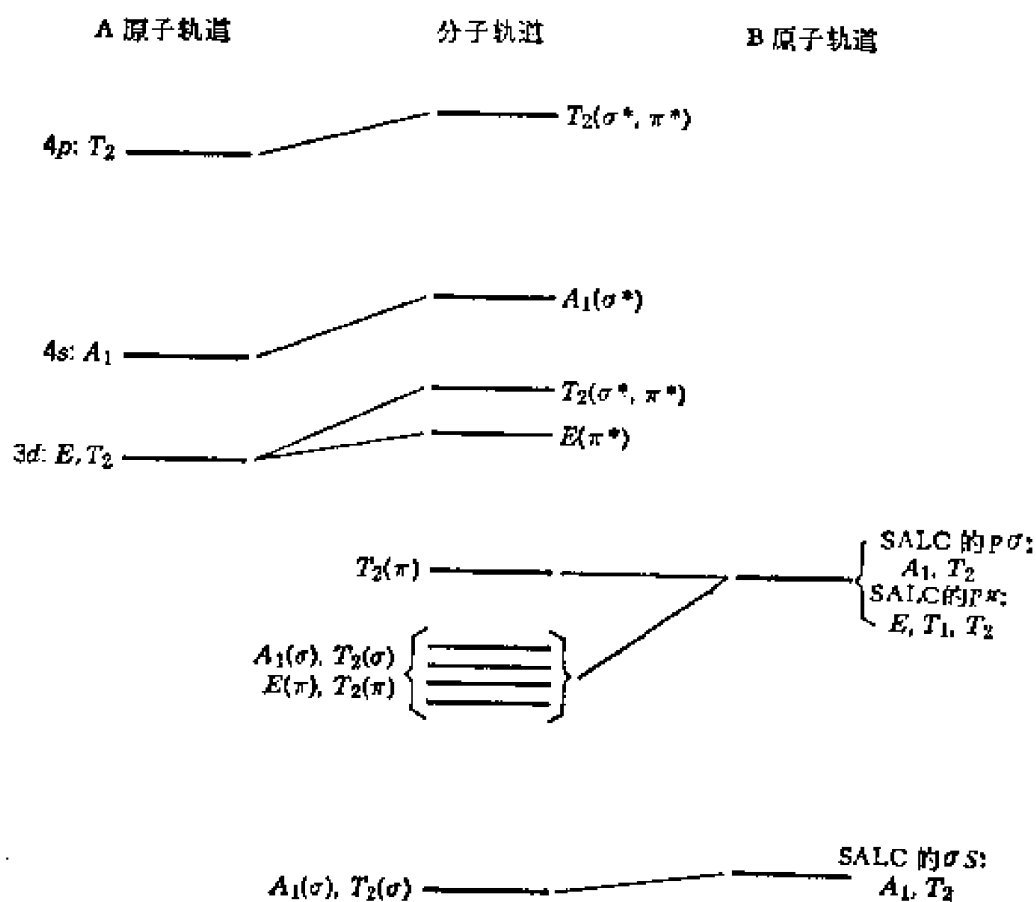 A 原子轨道 分子轨道 B 原子轨道
T₂(σ*, π*)
4p: T₂
A₁(σ*)
4s: A₁
T₂(σ*, π*)
E(π*)
3d: E, T₂
SALC 的 pσ:
T₂(π)
A₁, T₂
SALC的pπ:
E, T₁, T₂
A₁(σ), T₂(σ)
E(π), T₂(π)
SALC 的 σS:
A₁(σ), T₂(σ)
A₁, T₂